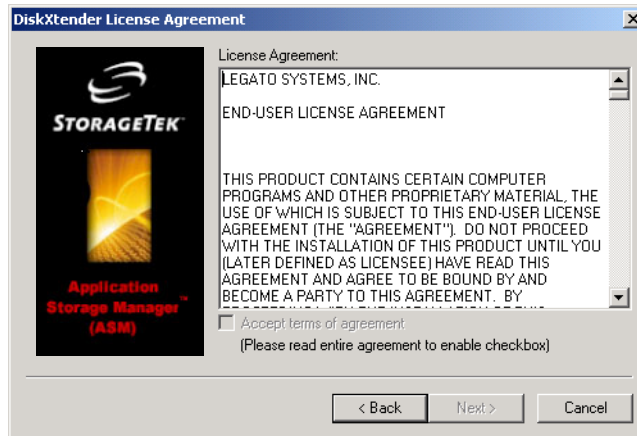 DiskXtender License Agreement
STORAGETEK
Application
Storage Manager™
(ASM)
License Agreement:
LEGATO SYSTEMS, INC.
END-USER LICENSE AGREEMENT
THIS PRODUCT CONTAINS CERTAIN COMPUTER
PROGRAMS AND OTHER PROPRIETARY MATERIAL, THE
USE OF WHICH IS SUBJECT TO THIS END-USER LICENSE
AGREEMENT (THE "AGREEMENT"). DO NOT PROCEED
WITH THE INSTALLATION OF THIS PRODUCT UNTIL YOU
(LATER DEFINED AS LICENSEE) HAVE READ THIS
AGREEMENT AND AGREE TO BE BOUND BY AND
BECOME A PARTY TO THIS AGREEMENT. BY
Accept terms of agreement
(Please read entire agreement to enable checkbox)
< Back
Next >
Cancel